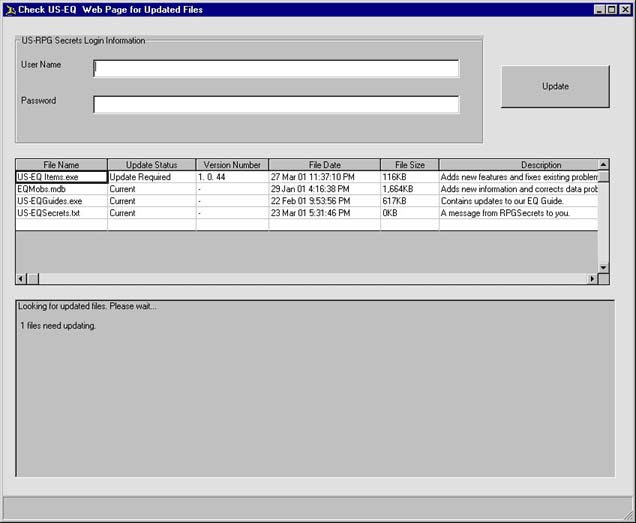 Check US-EQ Web Page for Updated Files
US-RPG Secrets Login Information
User Name
Password
Update
File Name Update Status Version Number File Date File Size Description
US-EQ Items.exe Update Required 1. 0. 44 27 Mar 01 11:37:10 PM 116KB Adds new features and fixes existing problem
EQMobs.mdb Current - 29 Jan 01 4:16:38 PM 1,664KB Adds new information and corrects data prob
US-EQGuides.exe Current - 22 Feb 01 9:53:56 PM 617KB Contains updates to our EQ Guide.
US-EQSecrets.txt Current - 23 Mar 01 5:31:46 PM 0KB A message from RPGSecrets to you.
Looking for updated files. Please wait...
1 files need updating.